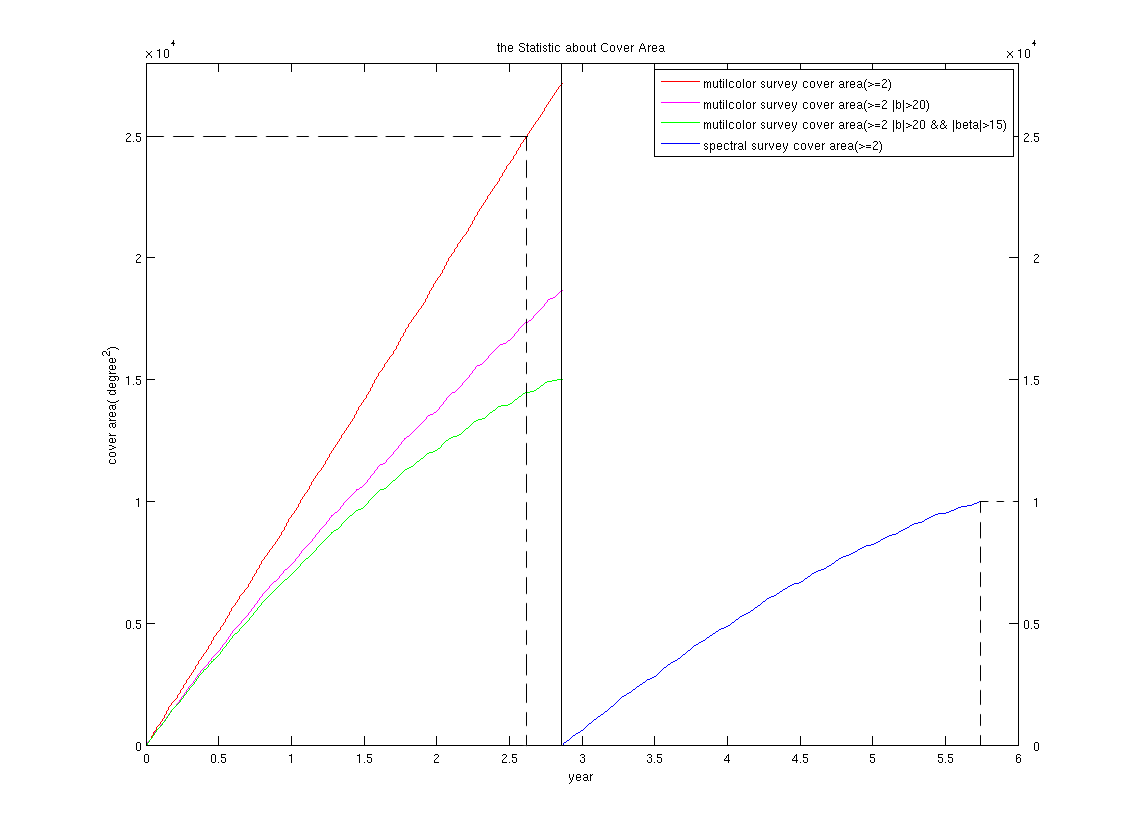 the Statistic about Cover Area
×10⁴
×10⁴
mutilcolor survey cover area(>=2)
mutilcolor survey cover area(>=2 |b|>20)
mutilcolor survey cover area(>=2 |b|>20 && |beta|>15)
spectral survey cover area(>=2)
cover area( degree²)
2.5
2
1.5
1
0.5
0
2.5
2
1.5
1
0.5
0
0 0.5 1 1.5 2 2.5 3 3.5 4 4.5 5 5.5 6
year